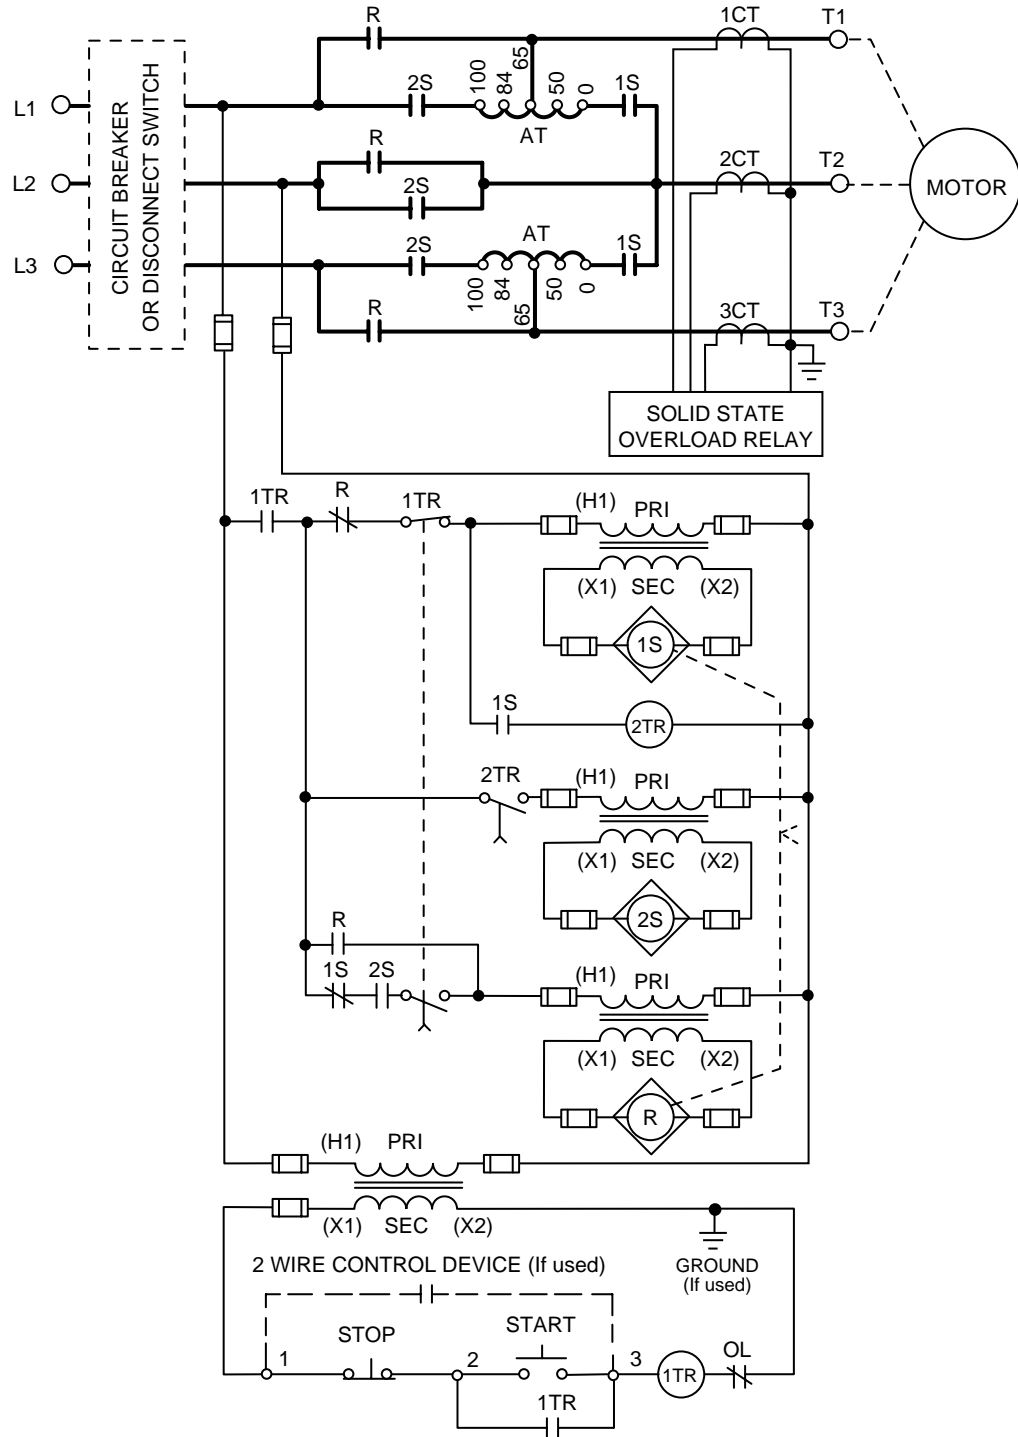 R
1CT
T1
L1
CIRCUIT BREAKER
OR DISCONNECT SWITCH
2S
100
84
65
50
0
1S
AT
R
L2
2S
2CT
T2
MOTOR
L3
2S
AT
1S
100
84
65
50
0
R
3CT
T3
SOLID STATE
OVERLOAD RELAY
1TR
R
1TR
(H1)
PRI
(X1)
SEC
(X2)
1S
1S
2TR
2TR
(H1)
PRI
(X1)
SEC
(X2)
2S
R
1S
2S
(H1)
PRI
(X1)
SEC
(X2)
R
(H1)
PRI
(X1)
SEC
(X2)
GROUND
(If used)
2 WIRE CONTROL DEVICE (If used)
STOP
START
1
2
3
1TR
OL
1TR